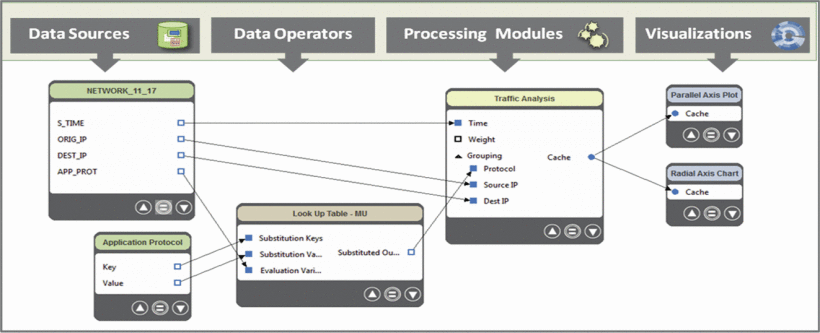 Data Sources
Data Operators
Processing Modules
Visualizations
NETWORK_11_17
S_TIME
ORIG_IP
DEST_IP
APP_PROT
Application Protocol
Key
Value
Look Up Table - MU
Substitution Keys
Substitution Va...
Substituted Ou...
Evaluation Vari...
Traffic Analysis
Time
Weight
Grouping
Cache
Protocol
Source IP
Dest IP
Parallel Axis Plot
Cache
Radial Axis Chart
Cache